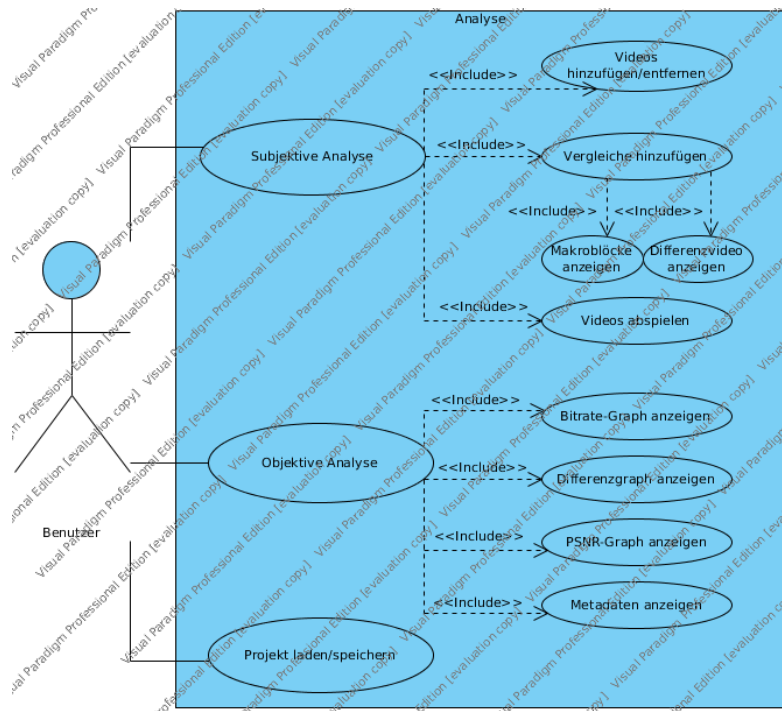 Analyse
Videos
hinzufügen/entfernen
<<Include>>
Subjektive Analyse
<<Include>>
Vergleiche hinzufügen
<<Include>>
<<Include>>
Makroblöcke
anzeigen
Differenzvideo
anzeigen
<<Include>>
Videos abspielen
<<Include>>
Bitrate-Graph anzeigen
Objektive Analyse
<<Include>>
Differenzgraph anzeigen
Benutzer
<<Include>>
PSNR-Graph anzeigen
<<Include>>
Metadaten anzeigen
Projekt laden/speichern
Visual Paradigm Professional Edition [evaluation copy]